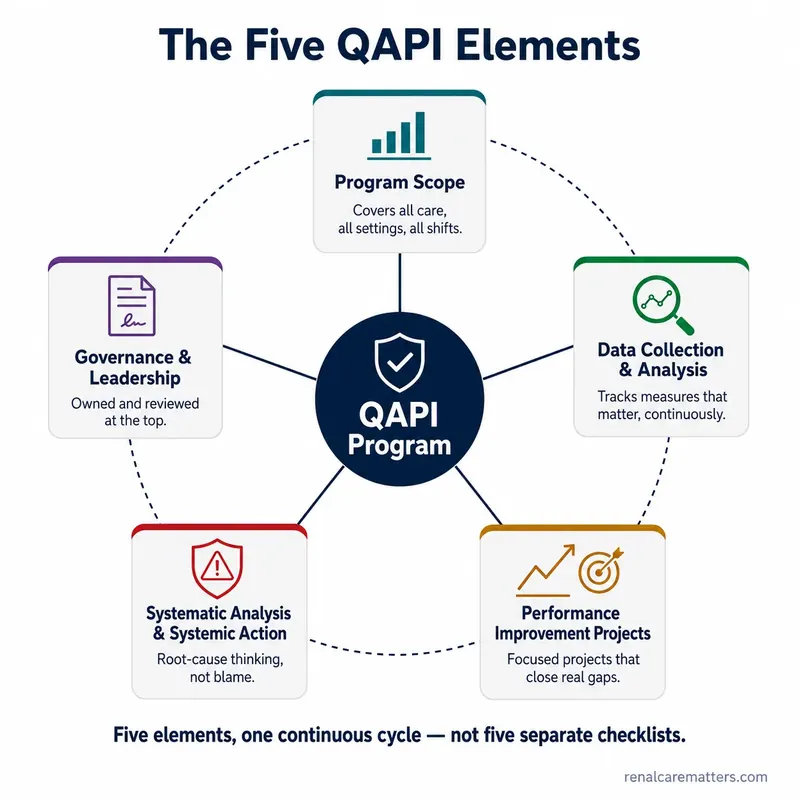 The Five QAPI Elements
Program Scope
Covers all care,
all settings, all shifts.
Governance &
Leadership
Owned and reviewed
at the top.
Data Collection
& Analysis
Tracks measures that
matter, continuously.
QAPI
Program
Systematic Analysis
& Systemic Action
Root-cause thinking,
not blame.
Performance
Improvement Projects
Focused projects that
close real gaps.
Five elements, one continuous cycle — not five separate checklists.
renalcarematters.com